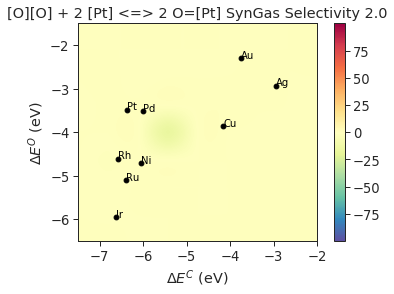 [O][O] + 2 [Pt] <=> 2 O=[Pt] SynGas Selectivity 2.0
−2
−3
−4
−5
−6
ΔE^O (eV)
Au
Ag
Pt
Pd
Cu
Rh
Ni
Ru
Ir
−7
−6
−5
−4
−3
−2
ΔE^C (eV)
75
50
25
0
−25
−50
−75